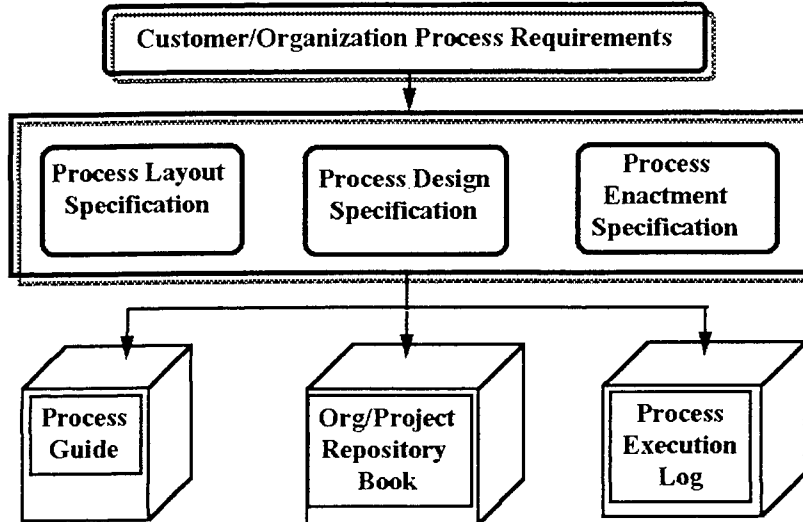 Customer/Organization Process Requirements
Process Layout
Specification
Process Design
Specification
Process
Enactment
Specification
Process
Guide
Org/Project
Repository
Book
Process
Execution
Log